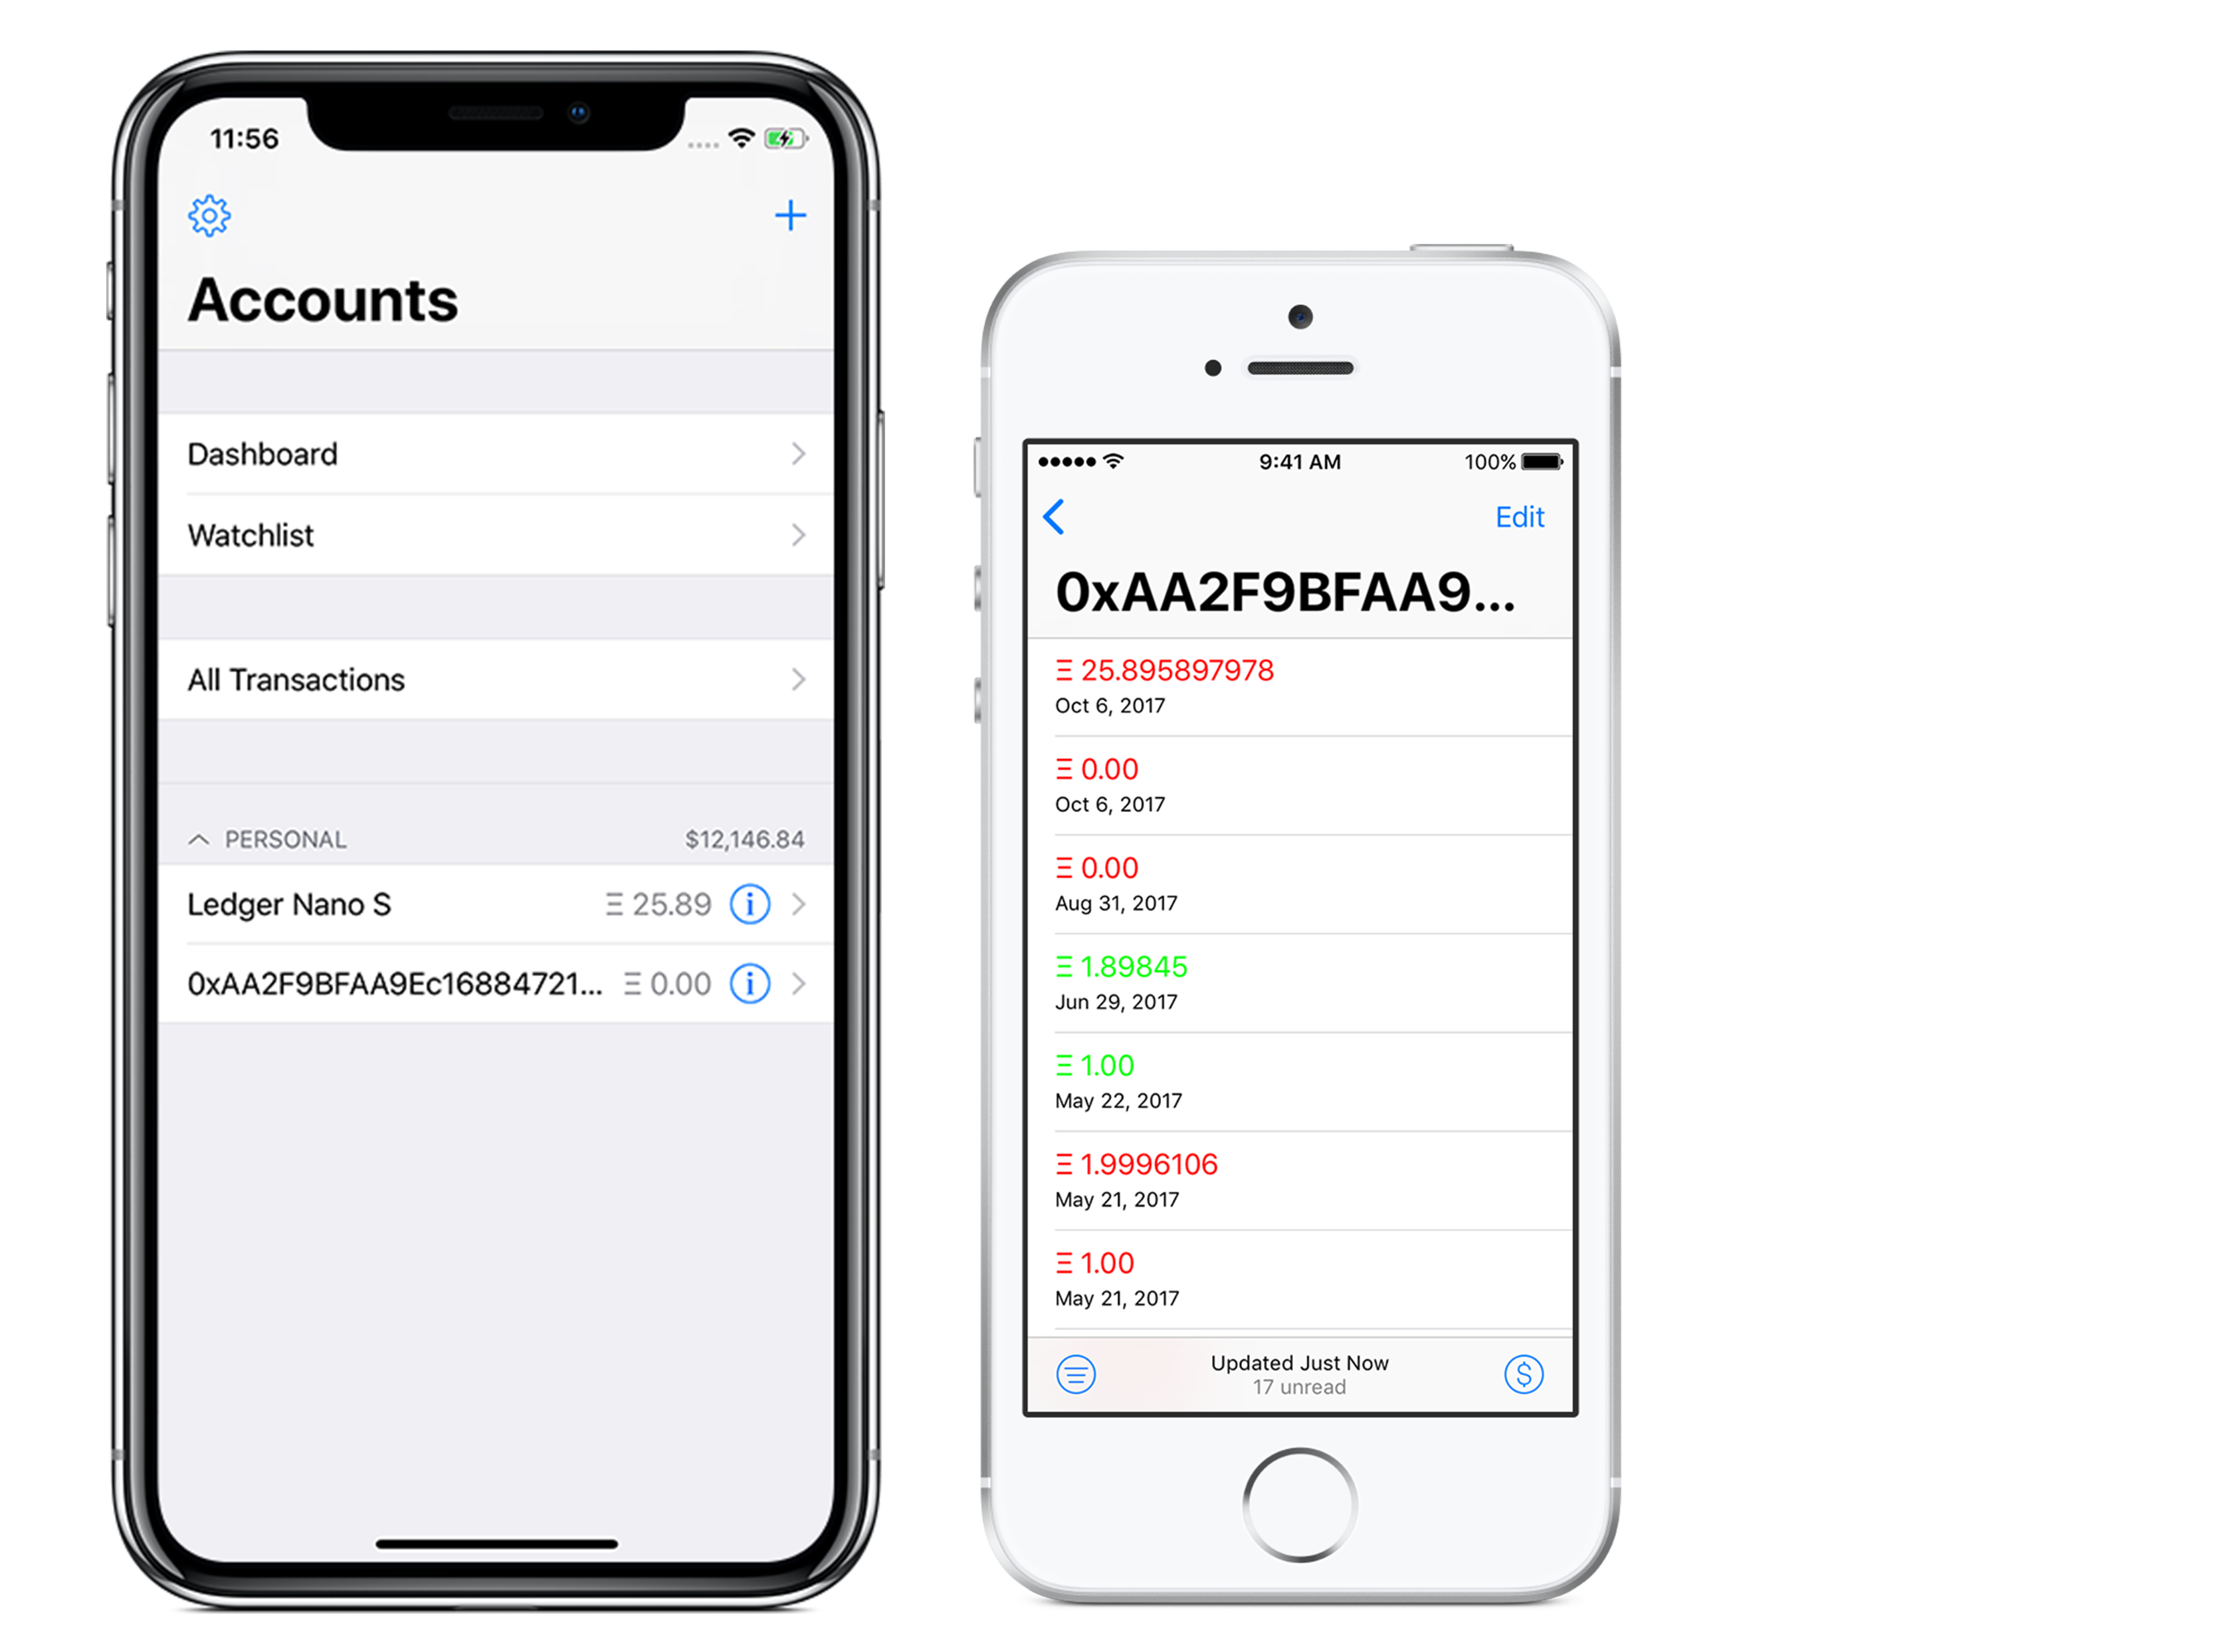 11:56
Accounts
Dashboard
Watchlist
All Transactions
PERSONAL $12,146.84
Ledger Nano S Ξ 25.89
0xAA2F9BFAA9Ec16884721... Ξ 0.00
9:41 AM 100%
Edit
0xAA2F9BFAA9...
Ξ 25.895897978
Oct 6, 2017
Ξ 0.00
Oct 6, 2017
Ξ 0.00
Aug 31, 2017
Ξ 1.89845
Jun 29, 2017
Ξ 1.00
May 22, 2017
Ξ 1.9996106
May 21, 2017
Ξ 1.00
May 21, 2017
Updated Just Now
17 unread